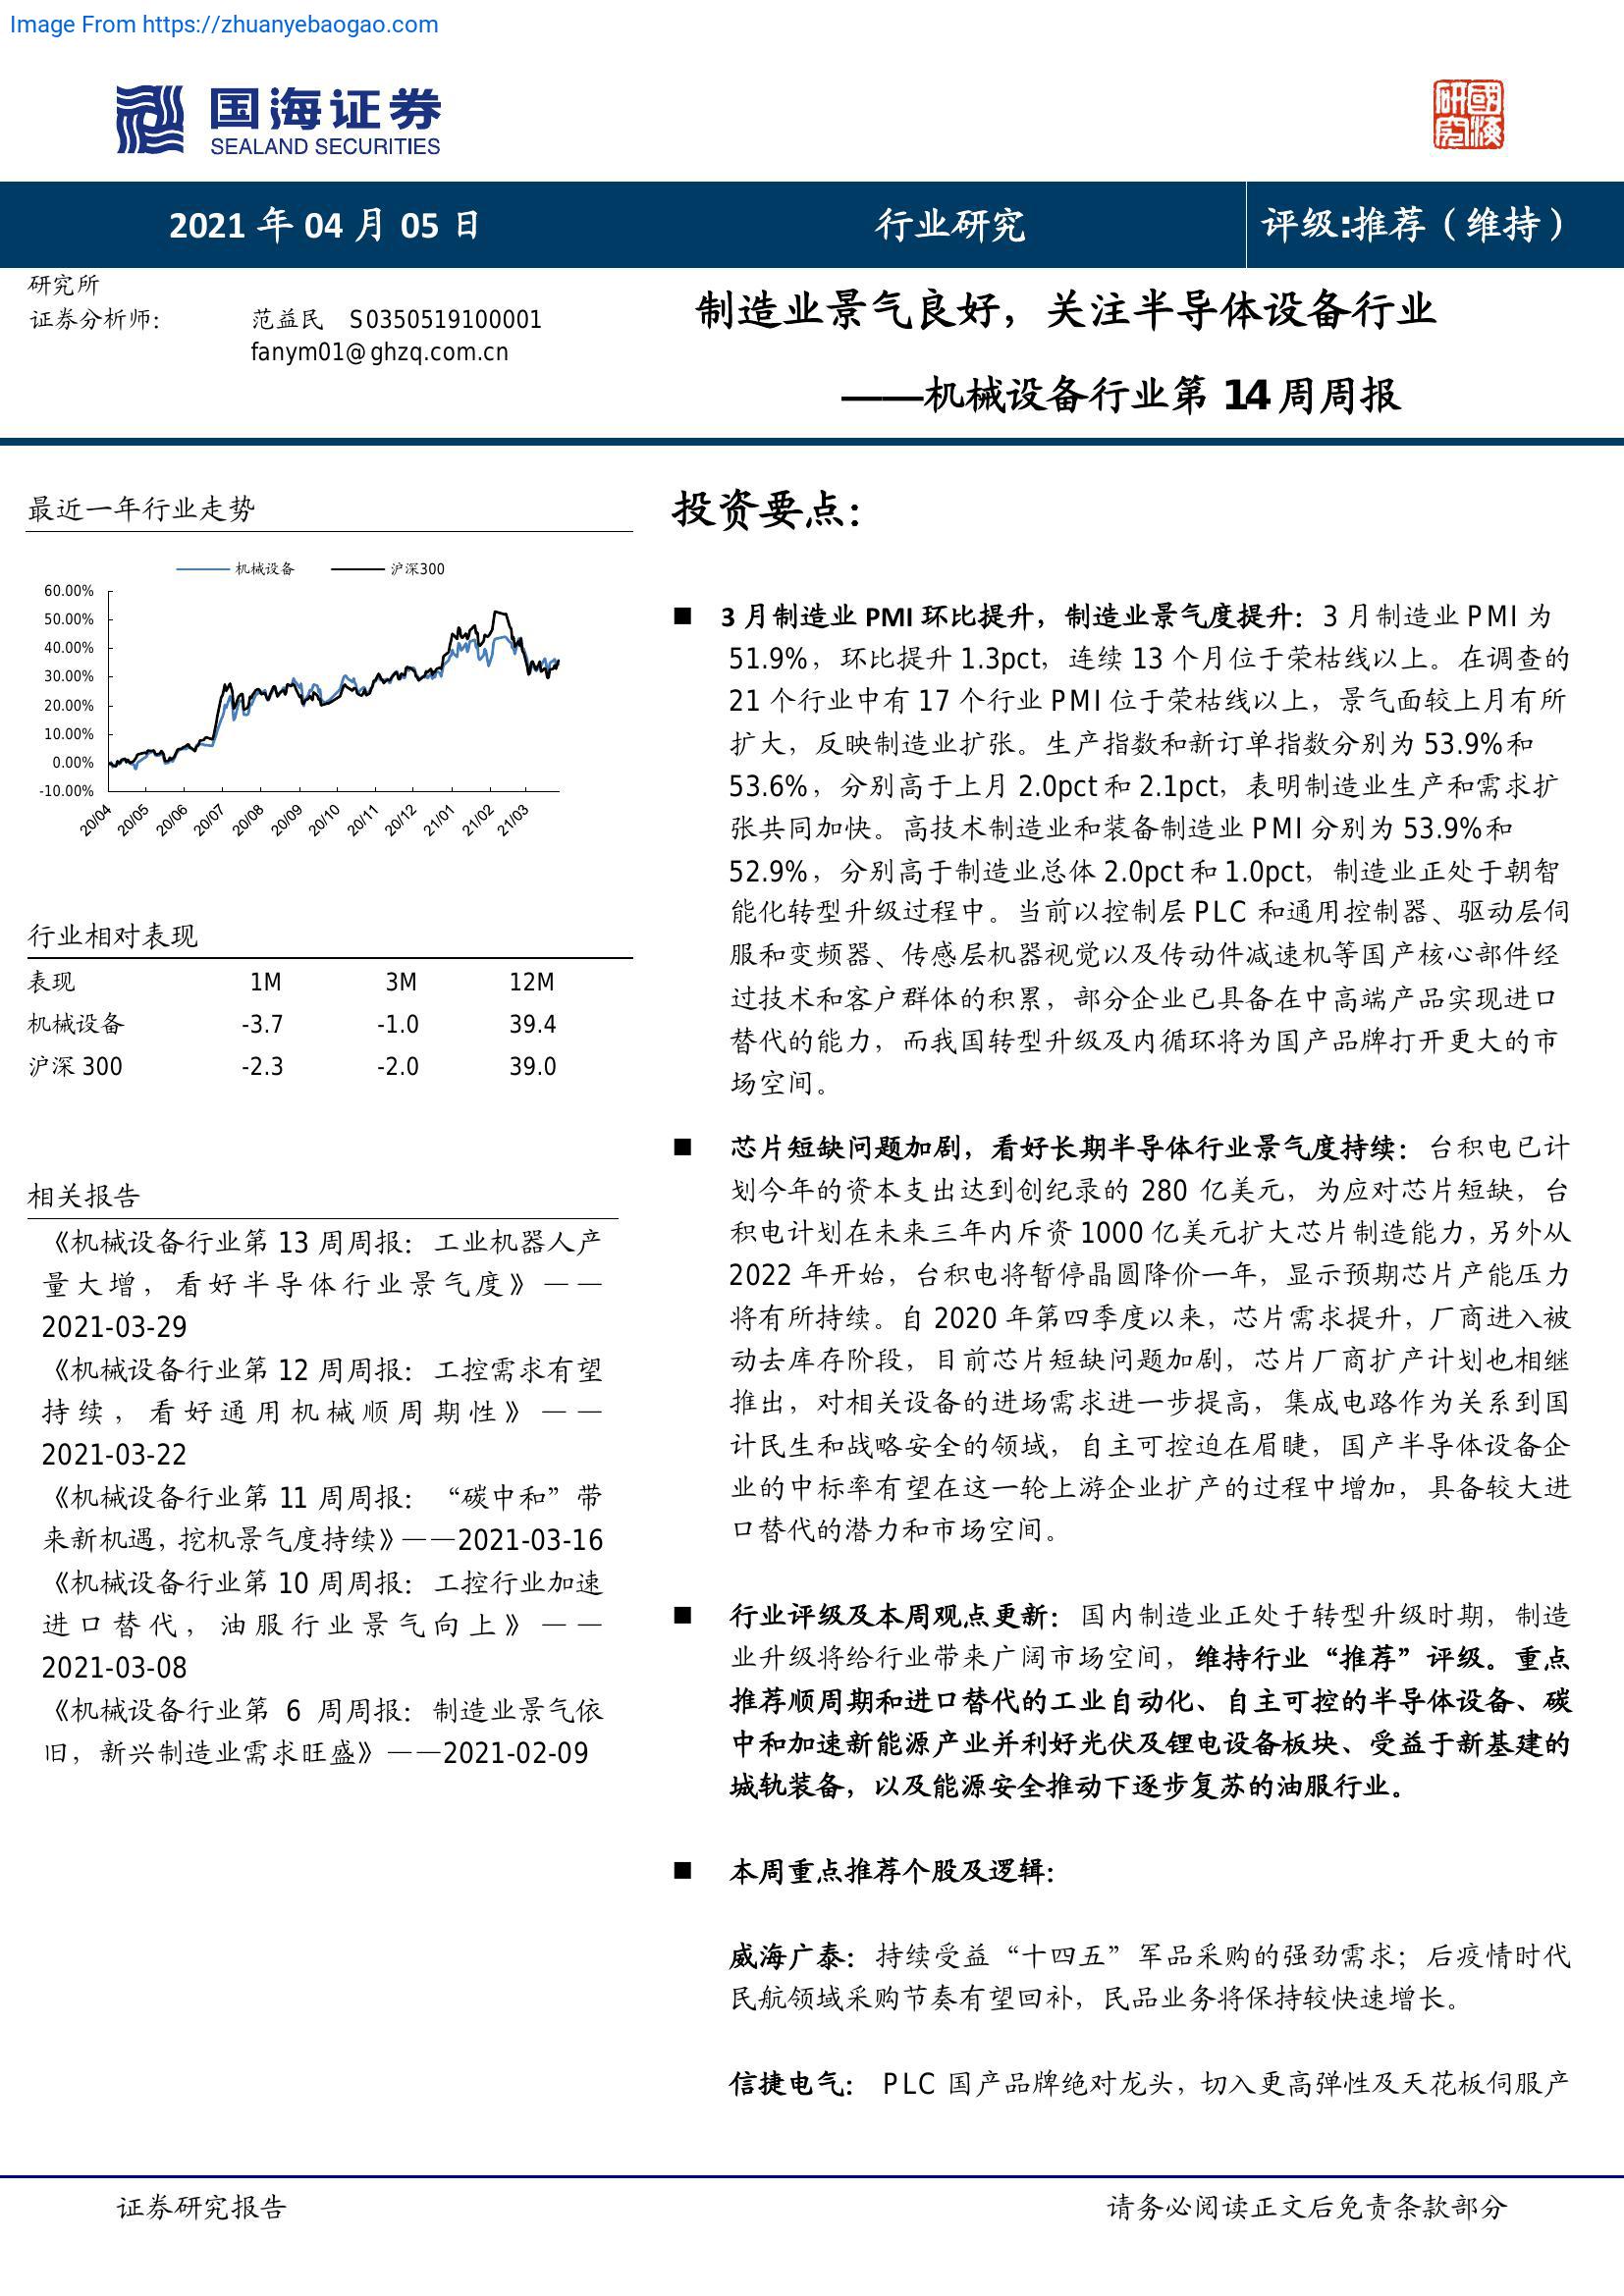 Image From https://zhuanyebaogao.com
国海证券
SEALAND SECURITIES
研究
國海
2021 年 04 月 05 日
行业研究
评级:推荐（维持）
研究所
证券分析师：
范益民 S0350519100001
fanym01@ghzq.com.cn
制造业景气良好，关注半导体设备行业
——机械设备行业第 14 周周报
最近一年行业走势
机械设备
沪深300
60.00%
50.00%
40.00%
30.00%
20.00%
10.00%
0.00%
-10.00%
20/04
20/05
20/06
20/07
20/08
20/09
20/10
20/11
20/12
21/01
21/02
21/03
行业相对表现
表现 1M 3M 12M
机械设备 -3.7 -1.0 39.4
沪深 300 -2.3 -2.0 39.0
相关报告
《机械设备行业第 13 周周报：工业机器人产
量大增，看好半导体行业景气度》——
2021-03-29
《机械设备行业第 12 周周报：工控需求有望
持续，看好通用机械顺周期性》——
2021-03-22
《机械设备行业第 11 周周报：“碳中和”带
来新机遇，挖机景气度持续》——2021-03-16
《机械设备行业第 10 周周报：工控行业加速
进口替代，油服行业景气向上》——
2021-03-08
《机械设备行业第 6 周周报：制造业景气依
旧，新兴制造业需求旺盛》——2021-02-09
投资要点：
■ 3 月制造业 PMI 环比提升，制造业景气度提升：3 月制造业 PMI 为
51.9%，环比提升 1.3pct，连续 13 个月位于荣枯线以上。在调查的
21 个行业中有 17 个行业 PMI 位于荣枯线以上，景气面较上月有所
扩大，反映制造业扩张。生产指数和新订单指数分别为 53.9%和
53.6%，分别高于上月 2.0pct 和 2.1pct，表明制造业生产和需求扩
张共同加快。高技术制造业和装备制造业 PMI 分别为 53.9%和
52.9%，分别高于制造业总体 2.0pct 和 1.0pct，制造业正处于朝智
能化转型升级过程中。当前以控制层 PLC 和通用控制器、驱动层伺
服和变频器、传感层机器视觉以及传动件减速机等国产核心部件经
过技术和客户群体的积累，部分企业已具备在中高端产品实现进口
替代的能力，而我国转型升级及内循环将为国产品牌打开更大的市
场空间。
■ 芯片短缺问题加剧，看好长期半导体行业景气度持续：台积电已计
划今年的资本支出达到创纪录的 280 亿美元，为应对芯片短缺，台
积电计划在未来三年内斥资 1000 亿美元扩大芯片制造能力，另外从
2022 年开始，台积电将暂停晶圆降价一年，显示预期芯片产能压力
将有所持续。自 2020 年第四季度以来，芯片需求提升，厂商进入被
动去库存阶段，目前芯片短缺问题加剧，芯片厂商扩产计划也相继
推出，对相关设备的进场需求进一步提高，集成电路作为关系到国
计民生和战略安全的领域，自主可控迫在眉睫，国产半导体设备企
业的中标率有望在这一轮上游企业扩产的过程中增加，具备较大进
口替代的潜力和市场空间。
■ 行业评级及本周观点更新：国内制造业正处于转型升级时期，制造
业升级将给行业带来广阔市场空间，维持行业“推荐”评级。重点
推荐顺周期和进口替代的工业自动化、自主可控的半导体设备、碳
中和加速新能源产业并利好光伏及锂电设备板块、受益于新基建的
城轨装备，以及能源安全推动下逐步复苏的油服行业。
■ 本周重点推荐个股及逻辑：
威海广泰：持续受益“十四五”军品采购的强劲需求；后疫情时代
民航领域采购节奏有望回补，民品业务将保持较快速增长。
信捷电气： PLC 国产品牌绝对龙头，切入更高弹性及天花板伺服产
证券研究报告
请务必阅读正文后免责条款部分